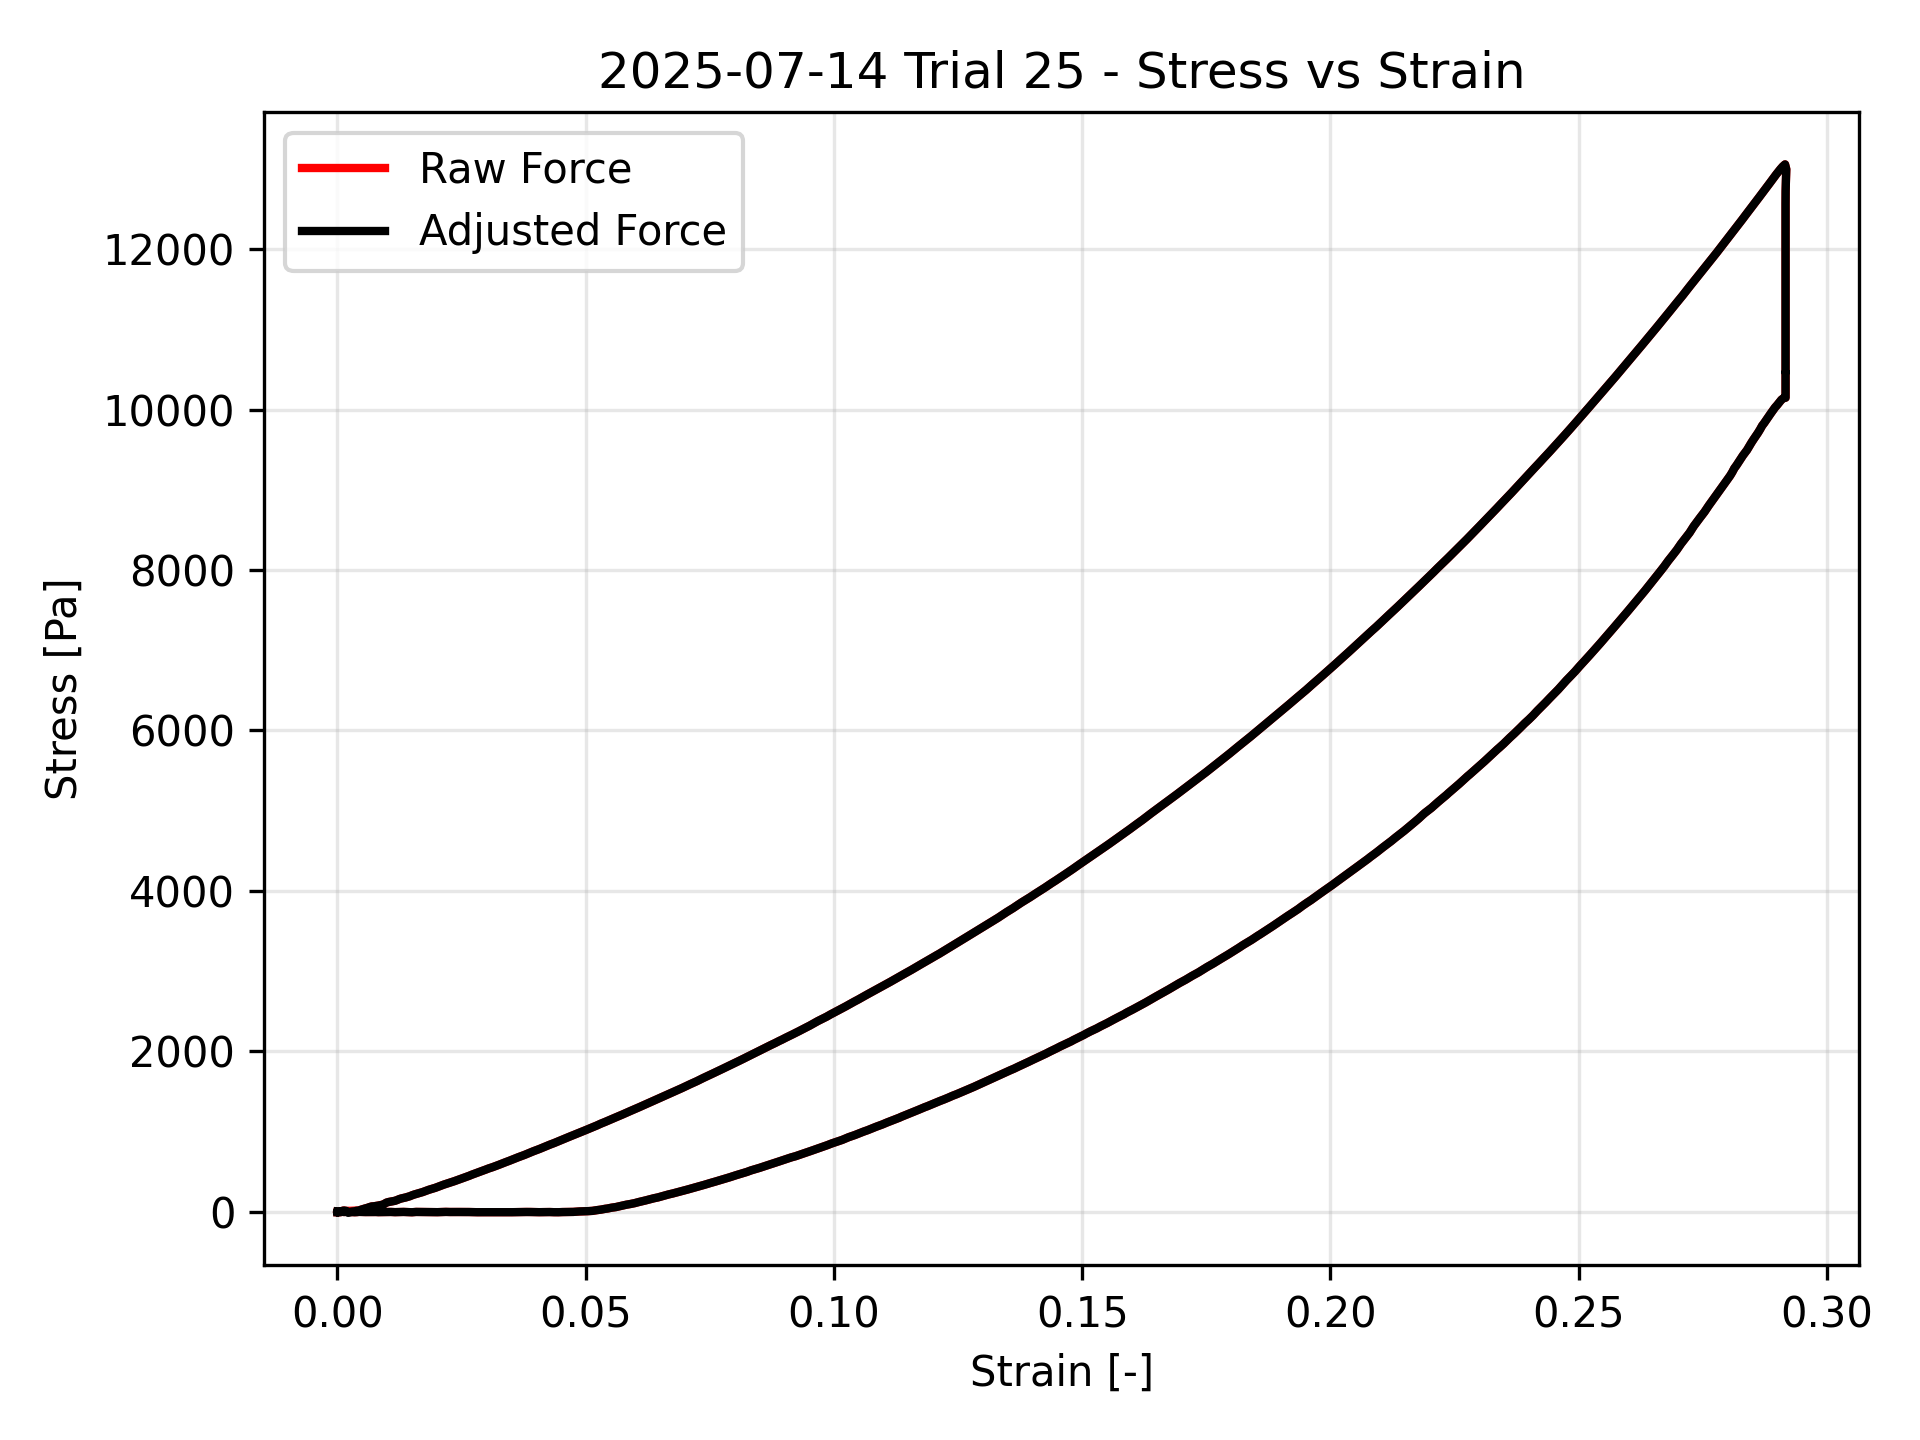 2025-07-14 Trial 25 - Stress vs Strain
Raw Force
Adjusted Force
12000
10000
8000
6000
4000
2000
0
Stress [Pa]
0.00 0.05 0.10 0.15 0.20 0.25 0.30
Strain [-]